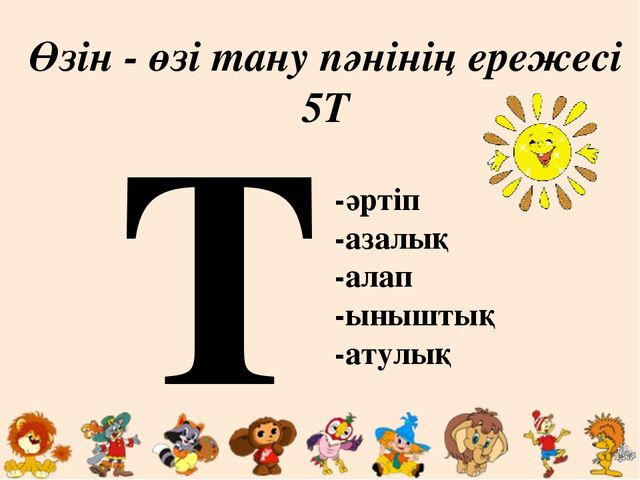 Өзін - өзі тану пәнінің ережесі
5Т
Т
-әртіп
-азалық
-алап
-ыныштық
-атулық